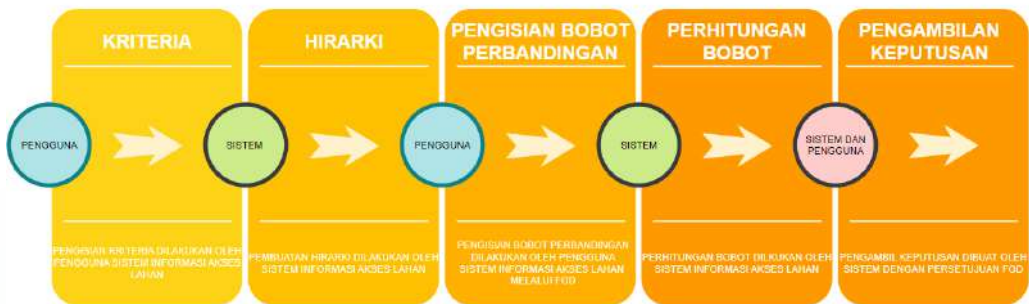 KRITERIA
PENGGUNA
PENGISIAN KRITERIA DILAKUKAN OLEH
PENGGUNA SISTEM INFORMASI AKSES
LAHAN
HIRARKI
SISTEM
PEMBUATAN HIRARKI DILAKUKAN OLEH
SISTEM INFORMASI AKSES LAHAN
PENGISIAN BOBOT
PERBANDINGAN
PENGGUNA
PENGISIAN BOBOT PERBANDINGAN
DILAKUKAN OLEH PENGGUNA
SISTEM INFORMASI AKSES LAHAN
MELALUI FGD
PERHITUNGAN
BOBOT
SISTEM
PERHITUNGAN BOBOT DILKUKAN OLEH
SISTEM INFORMASI AKSES LAHAN
PENGAMBILAN
KEPUTUSAN
SISTEM DAN
PENGGUNA
PENGAMBIL KEPUTUSAN DIBUAT OLEH
SISTEM DENGAN PERSETUJUAN FGD